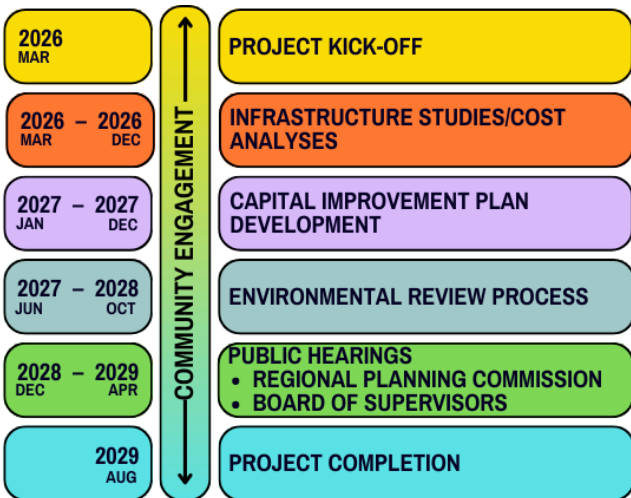 2026
MAR
PROJECT KICK-OFF
2026 – 2026
MAR DEC
INFRASTRUCTURE STUDIES/COST
ANALYSES
2027 – 2027
JAN DEC
CAPITAL IMPROVEMENT PLAN
DEVELOPMENT
2027 – 2028
JUN OCT
ENVIRONMENTAL REVIEW PROCESS
2028 – 2029
DEC APR
PUBLIC HEARINGS
• REGIONAL PLANNING COMMISSION
• BOARD OF SUPERVISORS
2029
AUG
PROJECT COMPLETION
COMMUNITY ENGAGEMENT